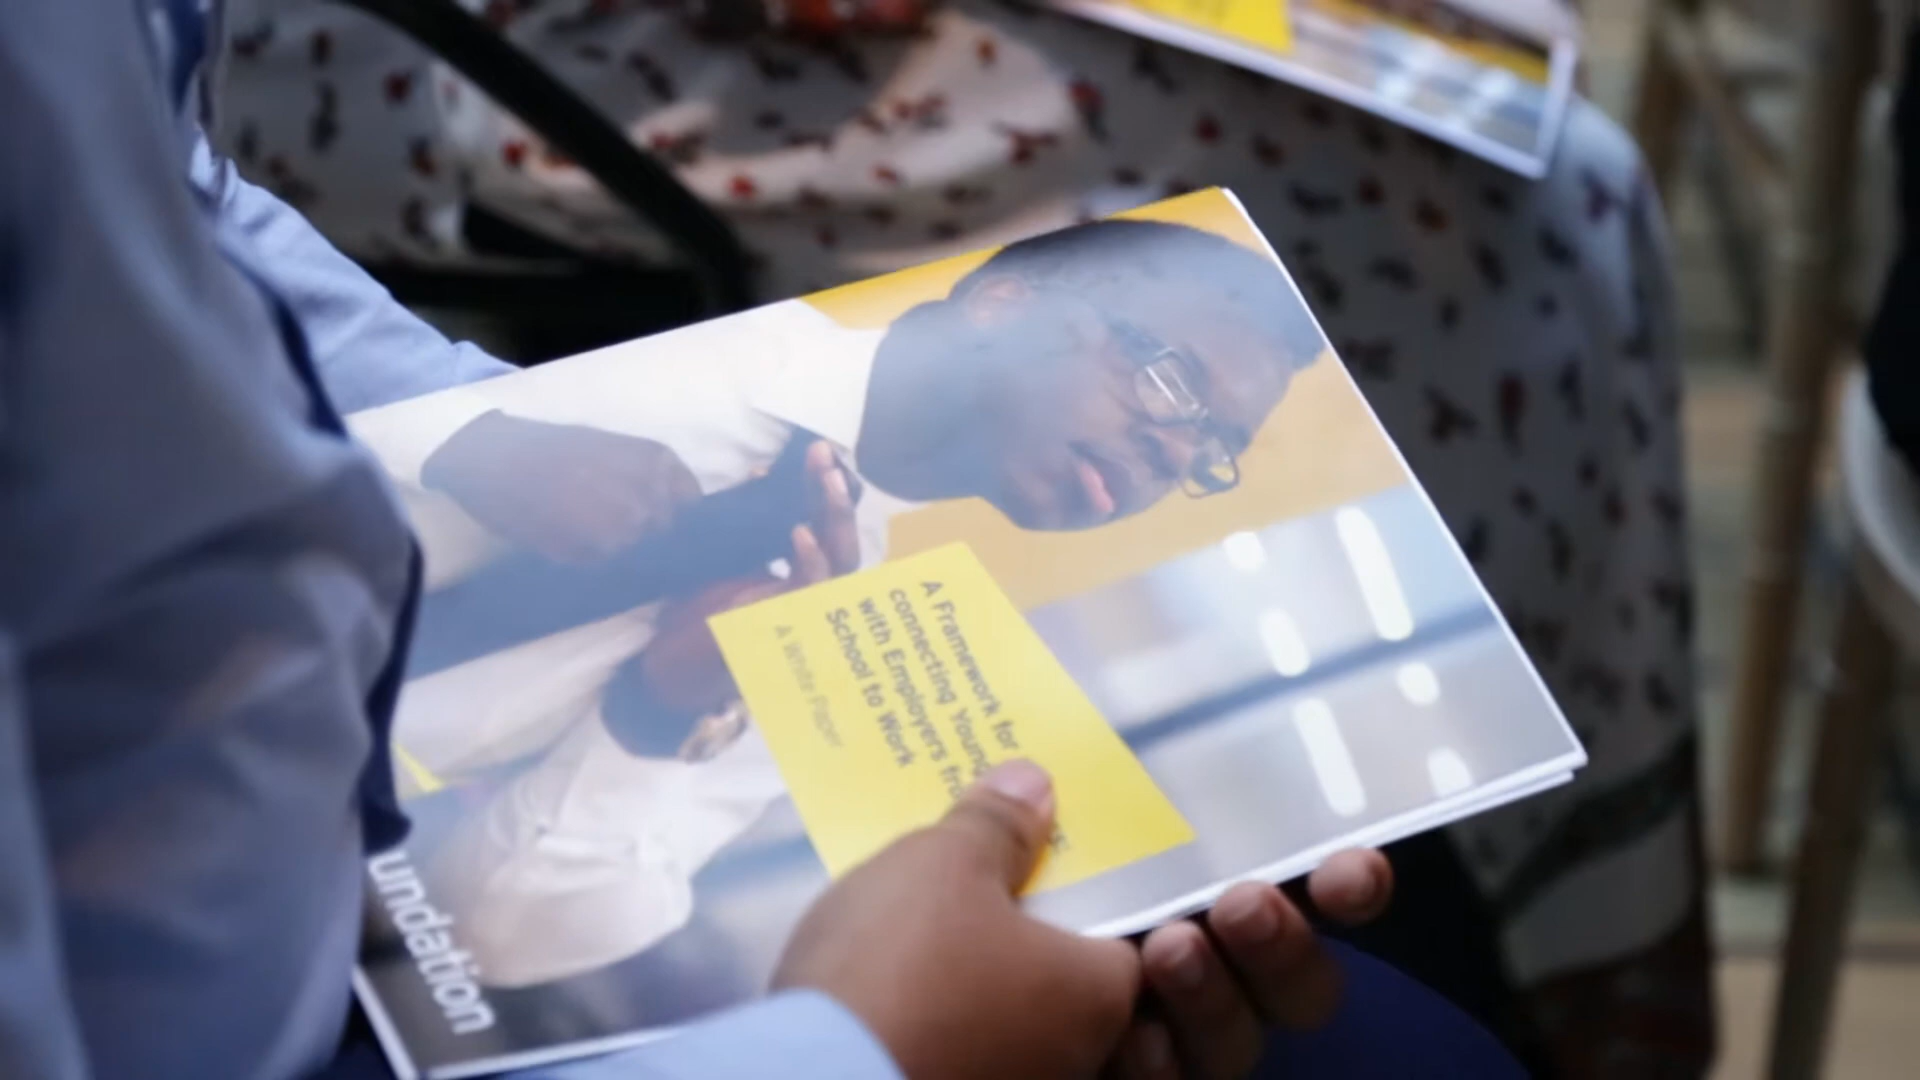 A Framework for
connecting Young
with Employers fro
School to Work
A White Paper
undation